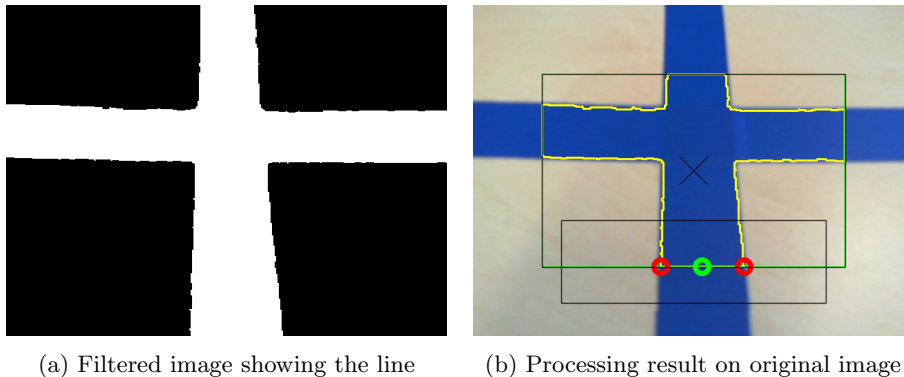 (a) Filtered image showing the line
(b) Processing result on original image